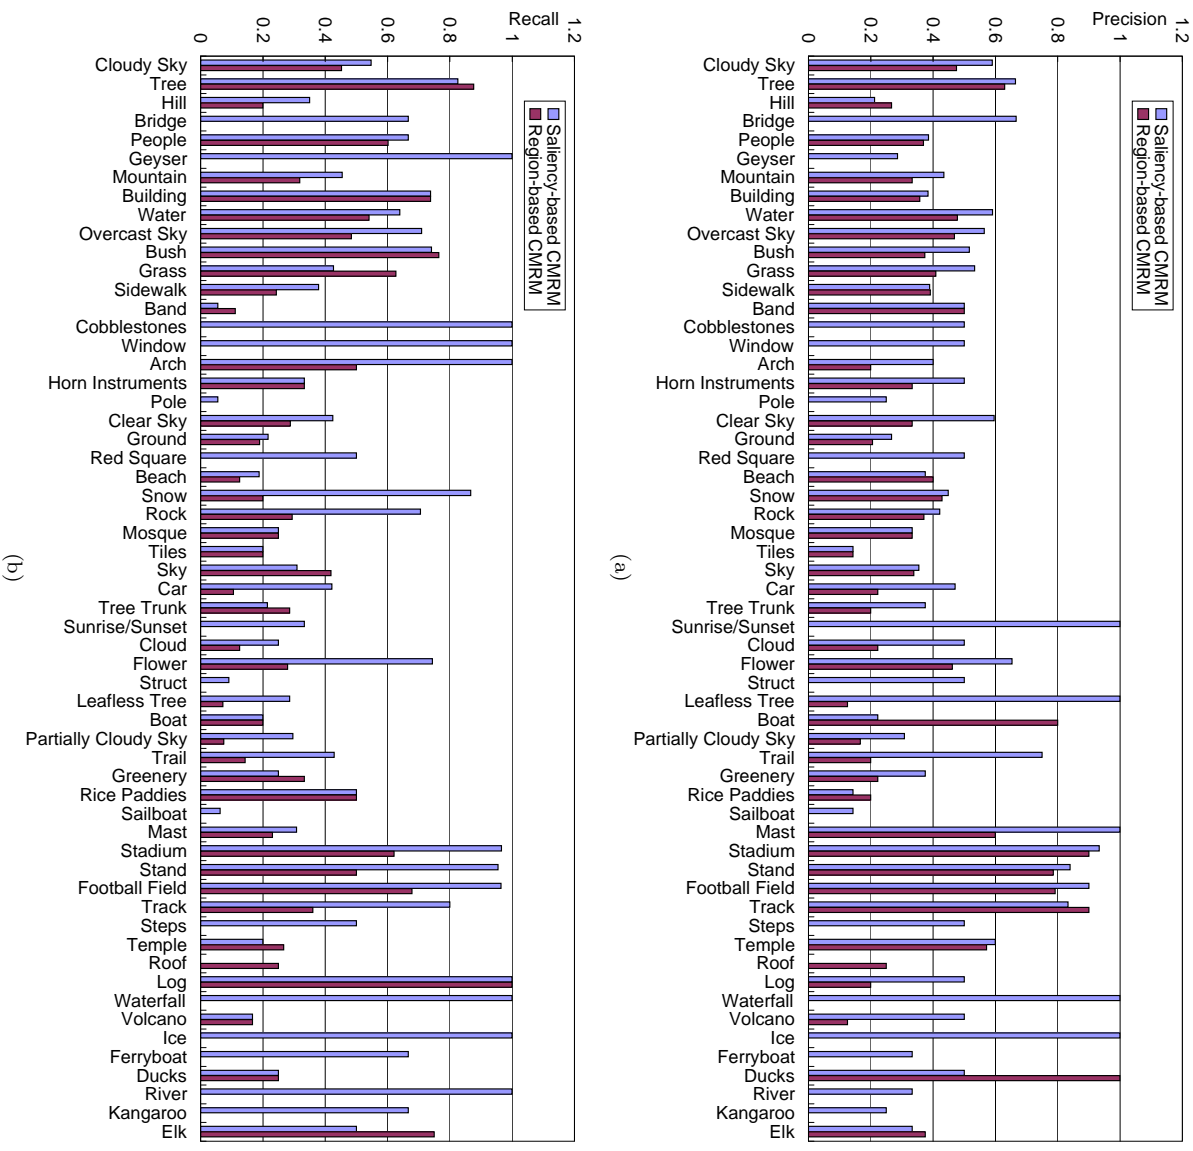 Recall
0
0.2
0.4
0.6
0.8
1
1.2
Saliency-based CMRM
Region-based CMRM
Cloudy Sky
Tree
Hill
Bridge
People
Geyser
Mountain
Building
Water
Overcast Sky
Bush
Grass
Sidewalk
Band
Cobblestones
Window
Arch
Horn Instruments
Pole
Clear Sky
Ground
Red Square
Beach
Snow
Rock
Mosque
Tiles
Sky
Car
Tree Trunk
Sunrise/Sunset
Cloud
Flower
Struct
Leafless Tree
Boat
Partially Cloudy Sky
Trail
Greenery
Rice Paddies
Sailboat
Mast
Stadium
Stand
Football Field
Track
Steps
Temple
Roof
Log
Waterfall
Volcano
Ice
Ferryboat
Ducks
River
Kangaroo
Elk
(b)
Precision
0
0.2
0.4
0.6
0.8
1
1.2
Saliency-based CMRM
Region-based CMRM
Cloudy Sky
Tree
Hill
Bridge
People
Geyser
Mountain
Building
Water
Overcast Sky
Bush
Grass
Sidewalk
Band
Cobblestones
Window
Arch
Horn Instruments
Pole
Clear Sky
Ground
Red Square
Beach
Snow
Rock
Mosque
Tiles
Sky
Car
Tree Trunk
Sunrise/Sunset
Cloud
Flower
Struct
Leafless Tree
Boat
Partially Cloudy Sky
Trail
Greenery
Rice Paddies
Sailboat
Mast
Stadium
Stand
Football Field
Track
Steps
Temple
Roof
Log
Waterfall
Volcano
Ice
Ferryboat
Ducks
River
Kangaroo
Elk
(a)